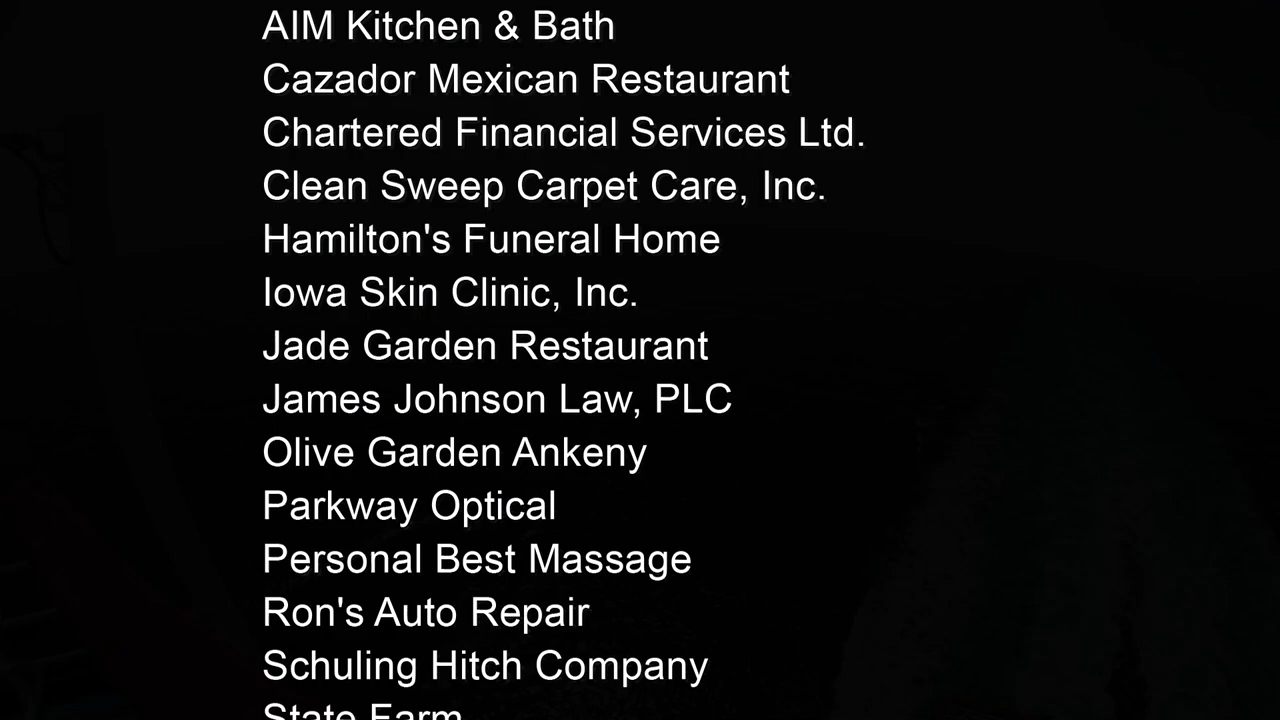 AIM Kitchen & Bath
Cazador Mexican Restaurant
Chartered Financial Services Ltd.
Clean Sweep Carpet Care, Inc.
Hamilton's Funeral Home
Iowa Skin Clinic, Inc.
Jade Garden Restaurant
James Johnson Law, PLC
Olive Garden Ankeny
Parkway Optical
Personal Best Massage
Ron's Auto Repair
Schuling Hitch Company
State Farm